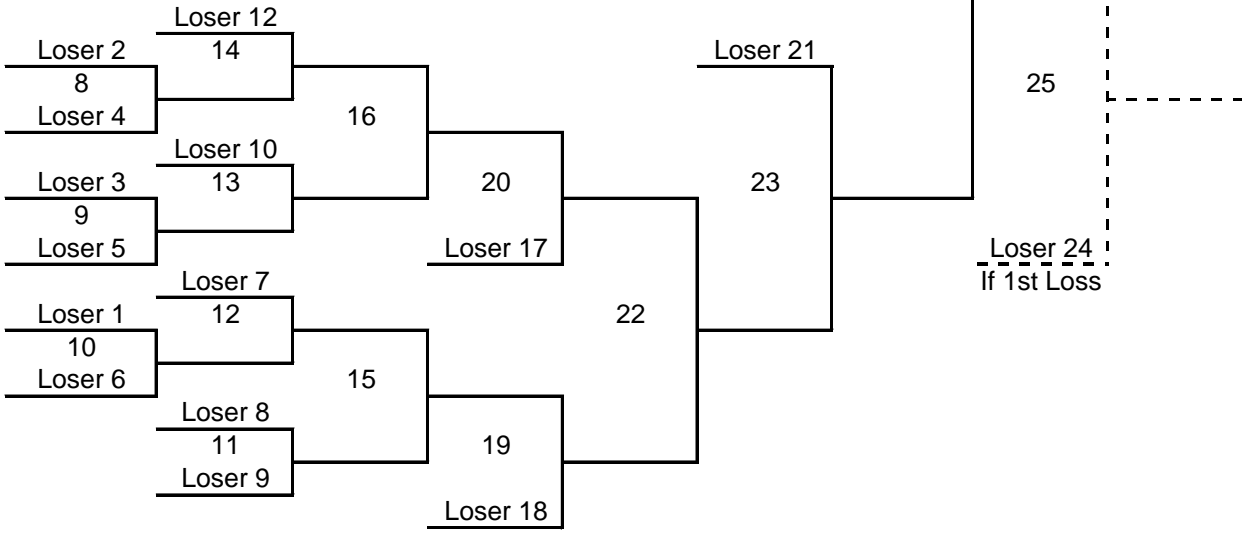 Loser 12
Loser 2
14
Loser 21
8
25
Loser 4
16
Loser 10
Loser 3
13
20
23
9
Loser 5
Loser 17
Loser 24
Loser 7
If 1st Loss
Loser 1
12
22
10
Loser 6
15
Loser 8
11
19
Loser 9
Loser 18